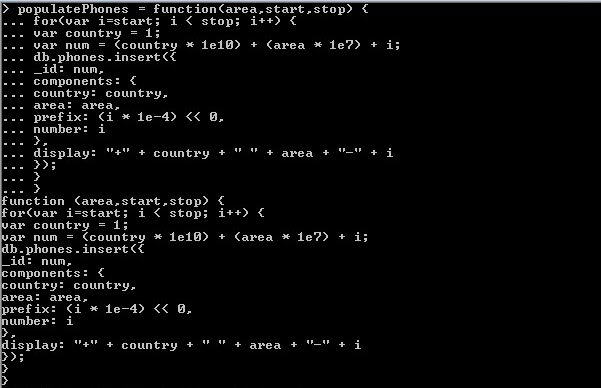 > populatePhones = function(area,start,stop) {
... for(var i=start; i < stop; i++) {
... var country = 1;
... var num = (country * 1e10) + (area * 1e7) + i;
... db.phones.insert({
... _id: num,
... components: {
... country: country,
... area: area,
... prefix: (i * 1e-4) << 0,
... number: i
... },
... display: "+" + country + " " + area + "-" + i
... });
... }
... }
function (area,start,stop) {
for(var i=start; i < stop; i++) {
var country = 1;
var num = (country * 1e10) + (area * 1e7) + i;
db.phones.insert({
_id: num,
components: {
country: country,
area: area,
prefix: (i * 1e-4) << 0,
number: i
},
display: "+" + country + " " + area + "-" + i
});
}
}